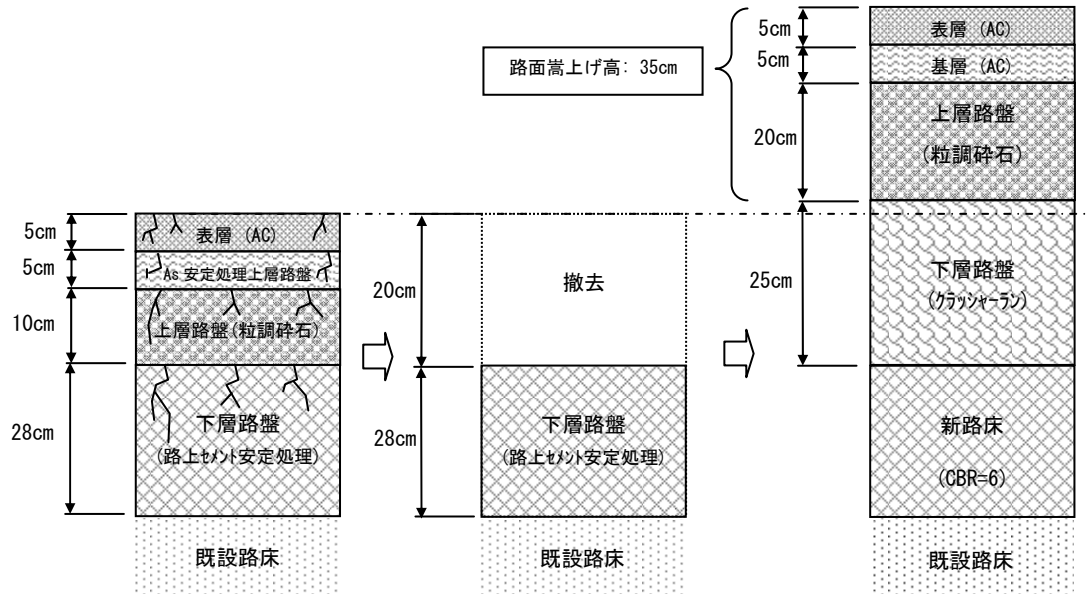 5cm
表層 (AC)
5cm
As 安定処理上層路盤
10cm
上層路盤(粒調砕石)
28cm
下層路盤
(路上セメント安定処理)
既設路床
20cm
撤去
28cm
下層路盤
(路上セメント安定処理)
既設路床
路面嵩上げ高: 35cm
5cm
表層 (AC)
5cm
基層 (AC)
20cm
上層路盤
(粒調砕石)
25cm
下層路盤
(クラッシャーラン)
新路床
(CBR=6)
既設路床